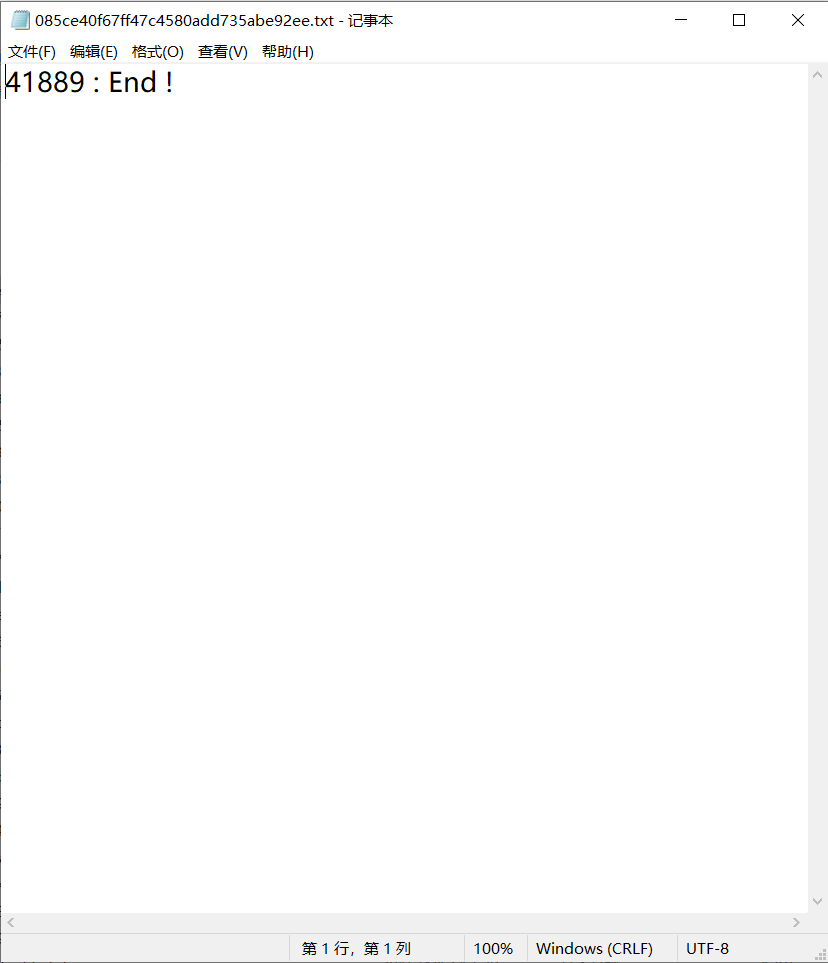 085ce40f67ff47c4580add735abe92ee.txt - 记事本
文件(F) 编辑(E) 格式(O) 查看(V) 帮助(H)
41889 : End !
第 1 行，第 1 列 100% Windows (CRLF) UTF-8